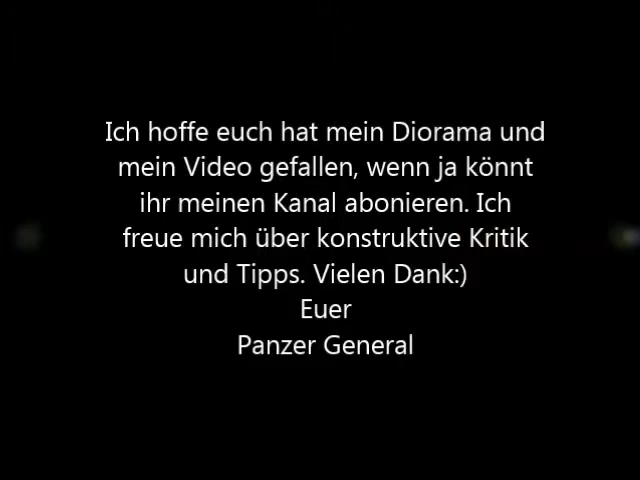 Ich hoffe euch hat mein Diorama und
mein Video gefallen, wenn ja könnt
ihr meinen Kanal abonieren. Ich
freue mich über konstruktive Kritik
und Tipps. Vielen Dank:)
Euer
Panzer General